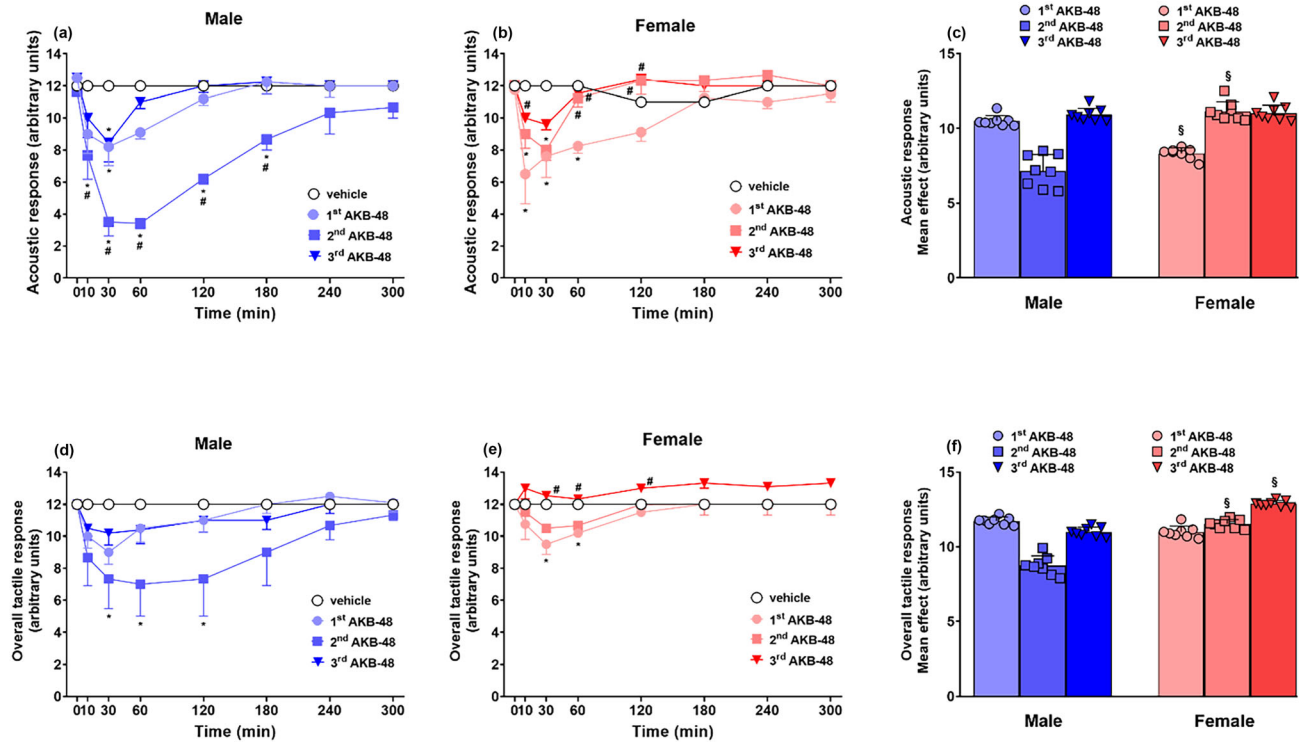 Male
(a)
Acoustic response (arbitrary units)
14
12
10
8
6
4
2
0
*
*
*
#
*
#
*
#
*
#
*
#
vehicle
1st AKB-48
2nd AKB-48
3rd AKB-48
0 10 30 60 120 180 240 300
Time (min)
Female
(b)
Acoustic response (arbitrary units)
14
12
10
8
6
4
2
0
#
#
#
#
#
#
*
*
*
*
*
vehicle
1st AKB-48
2nd AKB-48
3rd AKB-48
0 10 30 60 120 180 240 300
Time (min)
(c)
1st AKB-48
2nd AKB-48
3rd AKB-48
1st AKB-48
2nd AKB-48
3rd AKB-48
Acoustic response
Mean effect (arbitrary units)
15
10
5
0
§
§
Male Female
Male
(d)
Overall tactile response
(arbitrary units)
14
12
10
8
6
4
2
0
* * *
vehicle
1st AKB-48
2nd AKB-48
3rd AKB-48
0 10 30 60 120 180 240 300
Time (min)
Female
(e)
Overall tactile response
(arbitrary units)
14
12
10
8
6
4
2
0
# # #
*
*
vehicle
1st AKB-48
2nd AKB-48
3rd AKB-48
0 10 30 60 120 180 240 300
Time (min)
(f)
1st AKB-48
2nd AKB-48
3rd AKB-48
1st AKB-48
2nd AKB-48
3rd AKB-48
Overall tactile response
Mean effect (arbitrary units)
15
10
5
0
§
§
Male Female